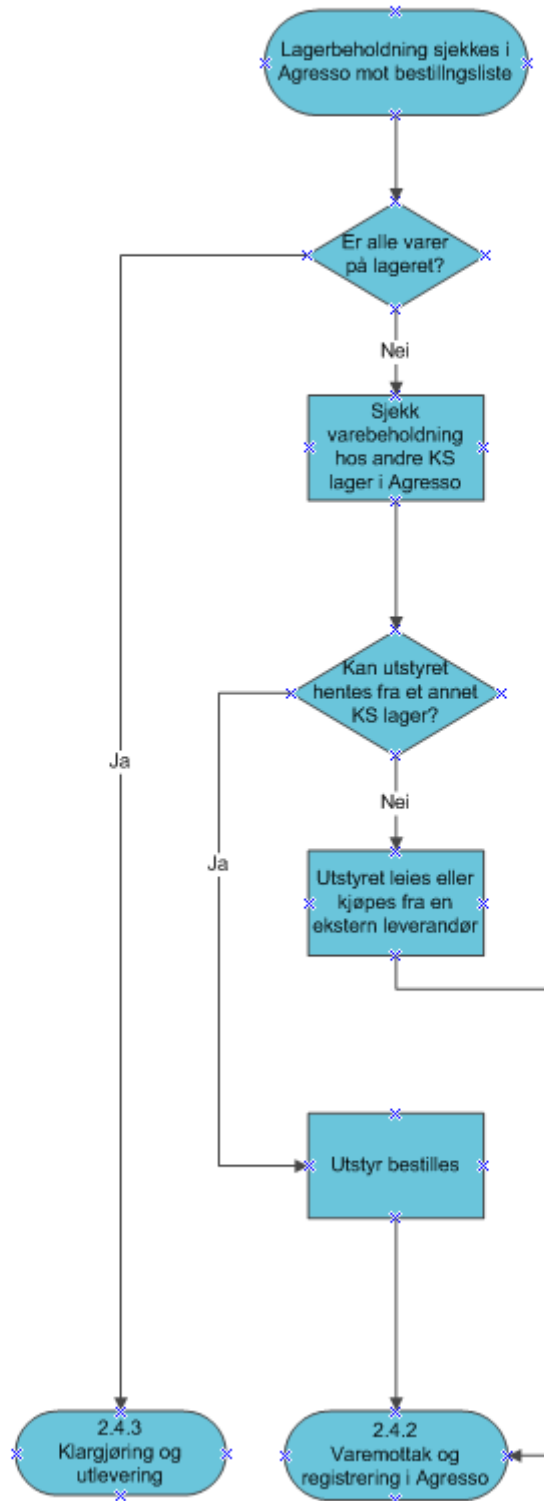 Lagerbeholdning sjekkes i
Agresso mot bestillngsliste
Er alle varer
på lageret?
Nei
Sjekk
varebeholdning
hos andre KS
lager i Agresso
Kan utstyret
hentes fra et annet
KS lager?
Ja
Nei
Ja
Utstyret leies eller
kjøpes fra en
ekstern leverandør
Utstyr bestilles
2.4.3
Klargjøring og
utlevering
2.4.2
Varemottak og
registrering i Agresso